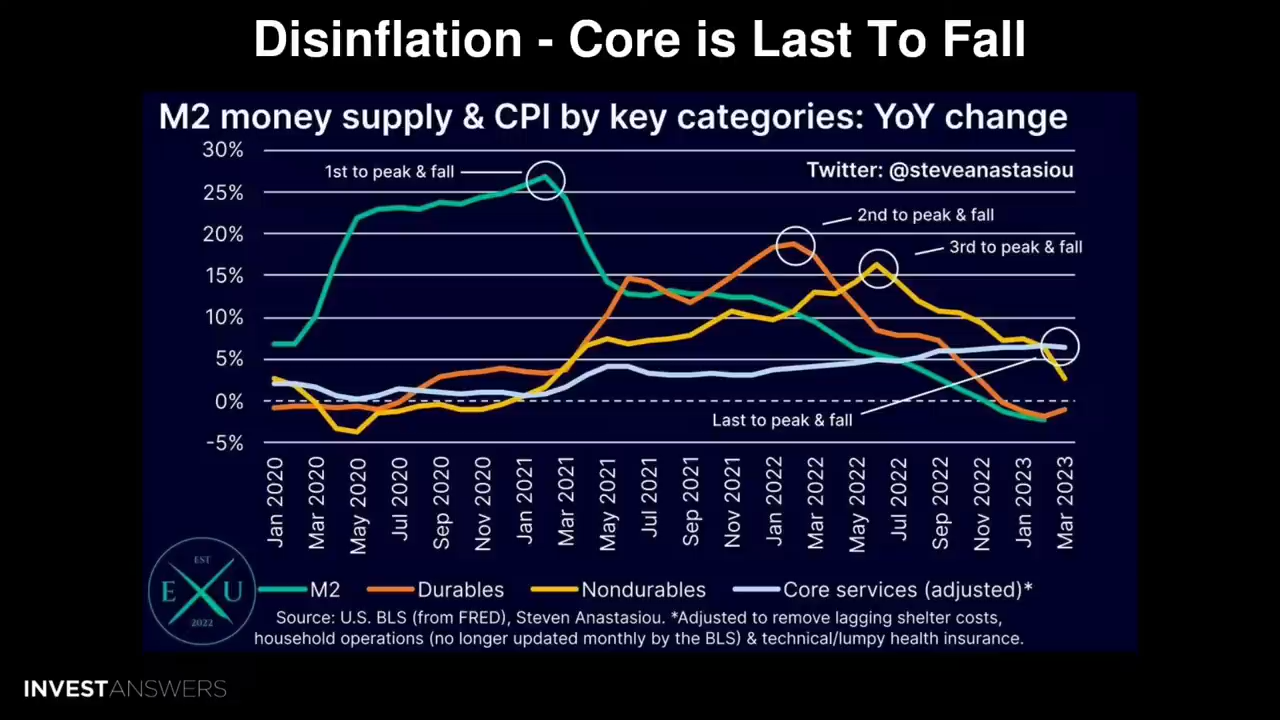 Disinflation - Core is Last To Fall
M2 money supply & CPI by key categories: YoY change
30%
25%
20%
15%
10%
5%
0%
-5%
1st to peak & fall
Twitter: @steveanastasiou
2nd to peak & fall
3rd to peak & fall
Last to peak & fall
Jan 2020
Mar 2020
May 2020
Jul 2020
Sep 2020
Nov 2020
Jan 2021
Mar 2021
May 2021
Jul 2021
Sep 2021
Nov 2021
Jan 2022
Mar 2022
May 2022
Jul 2022
Sep 2022
Nov 2022
Jan 2023
Mar 2023
EST
E U
2022
M2
Durables
Nondurables
Core services (adjusted)*
Source: U.S. BLS (from FRED), Steven Anastasiou. *Adjusted to remove lagging shelter costs,
household operations (no longer updated monthly by the BLS) & technical/lumpy health insurance.
INVESTANSWERS